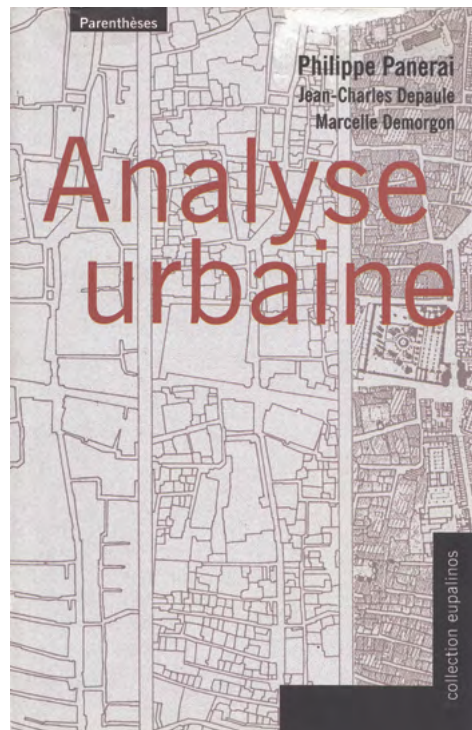 Parenthèses
Philippe Panerai
Jean-Charles Depaule
Marcelle Demorgon
Analyse
urbaine
collection eupalinos